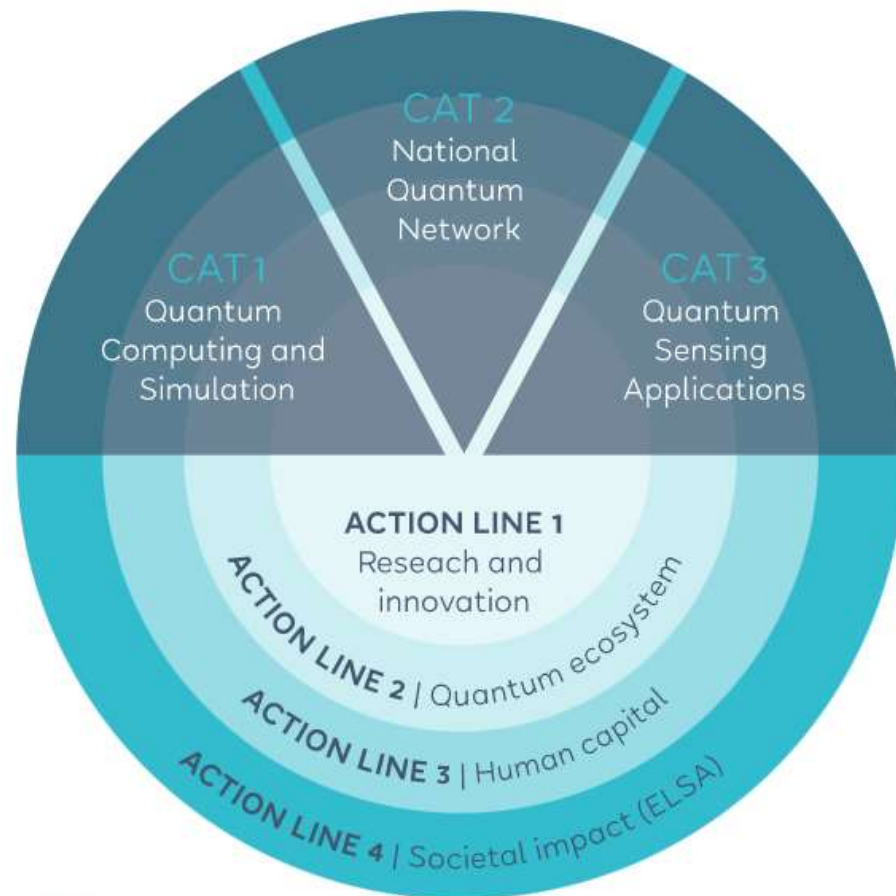 CAT 2
National
Quantum
Network
CAT 1
Quantum
Computing and
Simulation
CAT 3
Quantum
Sensing
Applications
ACTION LINE 1
Reseach and
innovation
ACTION LINE 2 | Quantum ecosystem
ACTION LINE 3 | Human capital
ACTION LINE 4 | Societal impact (ELSA)